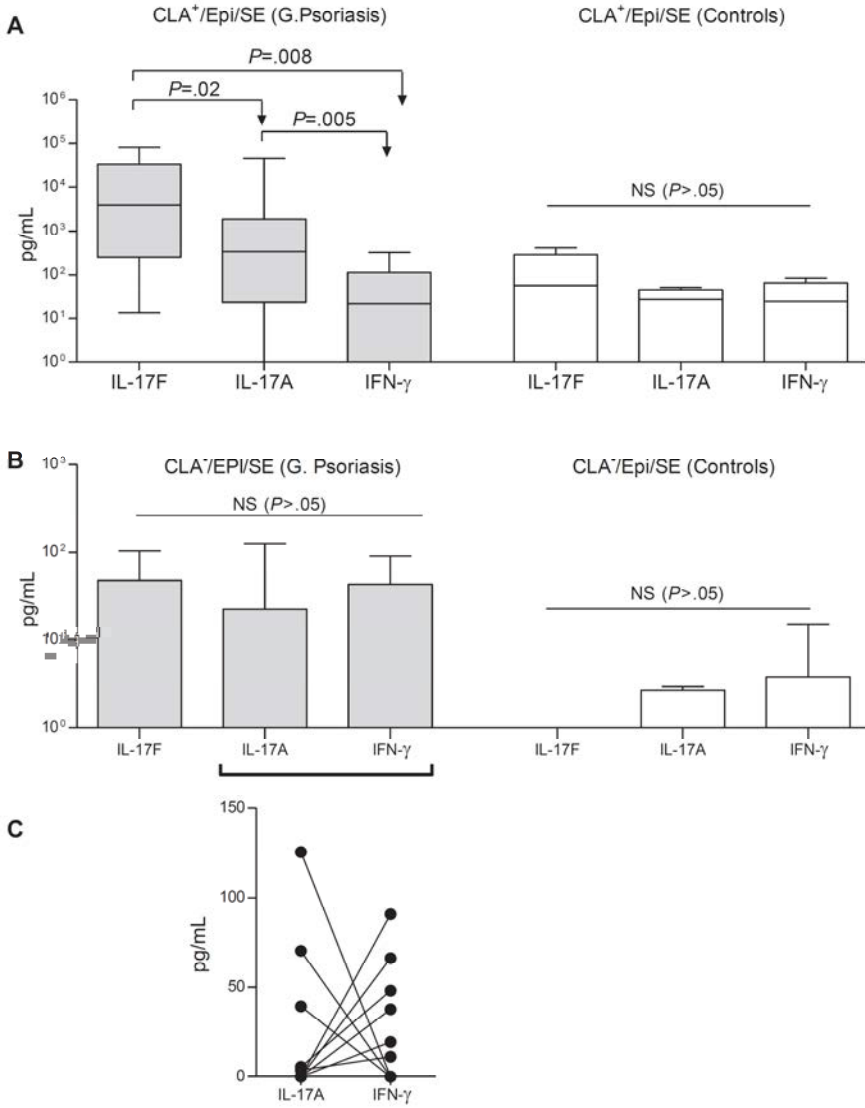 A
CLA⁺/Epi/SE (G.Psoriasis)
CLA⁺/Epi/SE (Controls)
P=.008
P=.02
P=.005
NS (P>.05)
pg/mL
10⁶
10⁵
10⁴
10³
10²
10¹
10⁰
IL-17F
IL-17A
IFN-γ
IL-17F
IL-17A
IFN-γ
B
CLA⁻/EPI/SE (G. Psoriasis)
CLA⁻/Epi/SE (Controls)
NS (P>.05)
NS (P>.05)
pg/mL
10³
10²
10¹
10⁰
IL-17F
IL-17A
IFN-γ
IL-17F
IL-17A
IFN-γ
C
pg/mL
150
100
50
0
IL-17A
IFN-γ